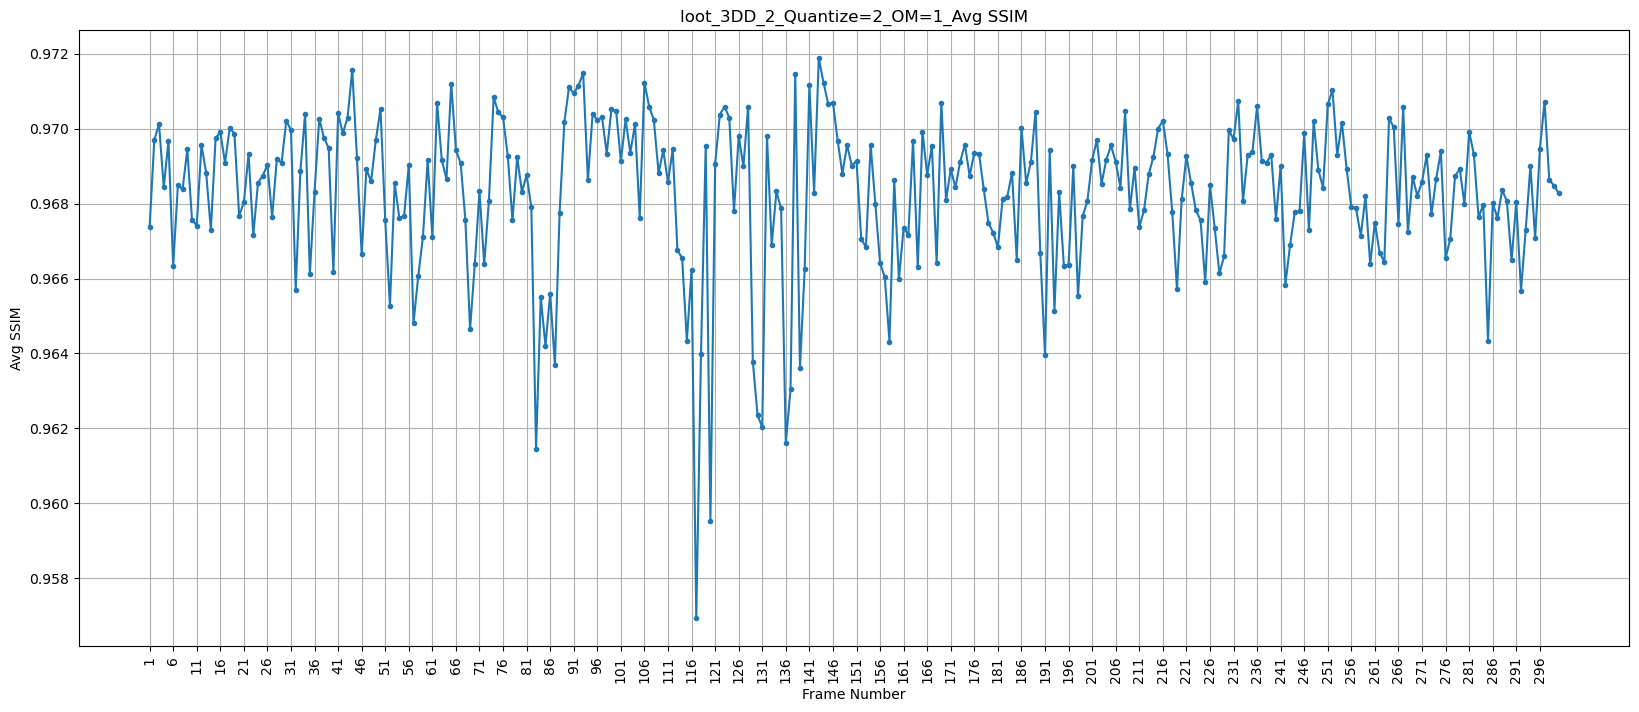 loot_3DD_2_Quantize=2_OM=1_Avg SSIM
0.972
0.970
0.968
0.966
0.964
0.962
0.960
0.958
Avg SSIM
1 6 11 16 21 26 31 36 41 46 51 56 61 66 71 76 81 86 91 96 101 106 111 116 121 126 131 136 141 146 151 156 161 166 171 176 181 186 191 196 201 206 211 216 221 226 231 236 241 246 251 256 261 266 271 276 281 286 291 296
Frame Number